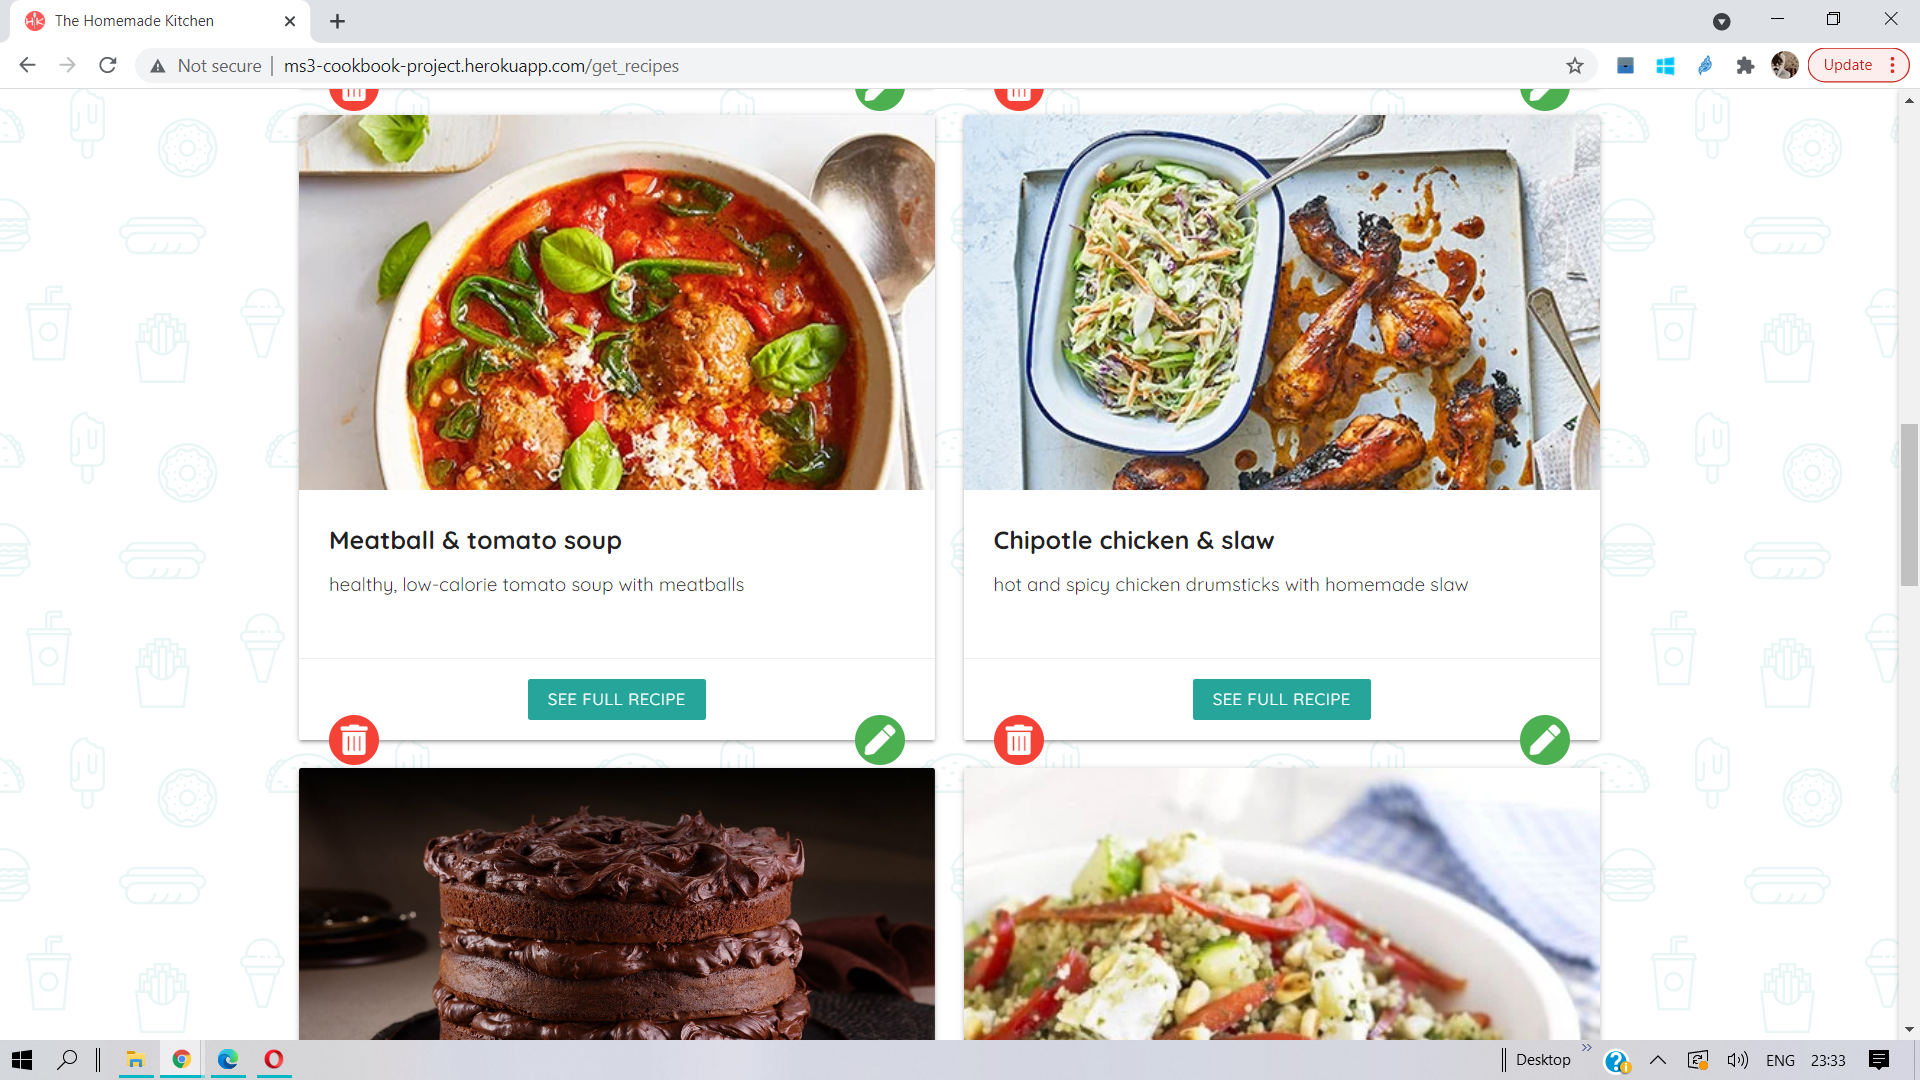 The Homemade Kitchen
Not secure
ms3-cookbook-project.herokuapp.com/get_recipes
Update
Meatball & tomato soup
healthy, low-calorie tomato soup with meatballs
SEE FULL RECIPE
Chipotle chicken & slaw
hot and spicy chicken drumsticks with homemade slaw
SEE FULL RECIPE
Desktop
ENG
23:33